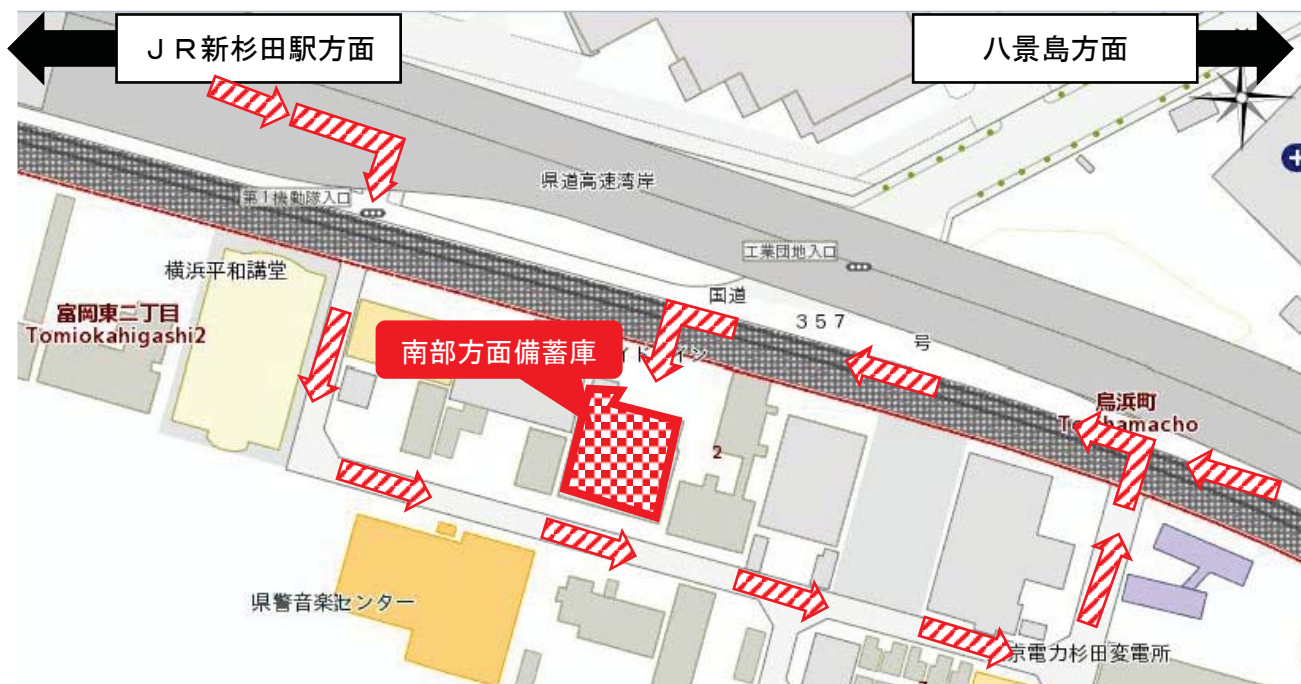 ＪＲ新杉田駅方面
八景島方面
県道高速湾岸
第1機動隊入口
工業団地入口
横浜平和講堂
国道
357
号
富岡東二丁目
Tomiokahigashi2
南部方面備蓄庫
鳥浜町
2
県警音楽センター
京電力杉田変電所